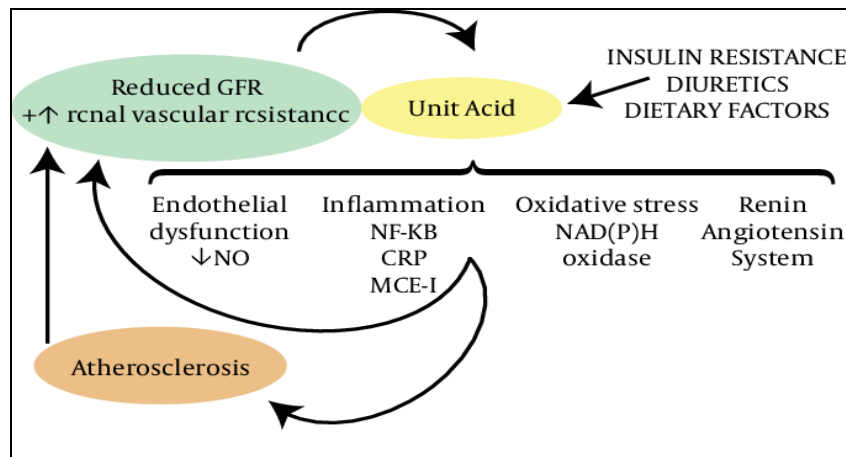 Reduced GFR
+↑ rcnal vascular rcsistancc
Unit Acid
INSULIN RESISTANCE
DIURETICS
DIETARY FACTORS
Endothelial
dysfunction
↓NO
Inflammation
NF-KB
CRP
MCE-I
Oxidative stress
NAD(P)H
oxidase
Renin
Angiotensin
System
Atherosclerosis